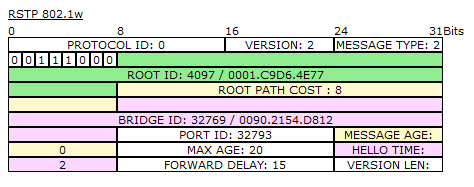 RSTP 802.1w
0 8 16 24 31Bits
PROTOCOL ID: 0 VERSION: 2 MESSAGE TYPE: 2
0 0 1 1 1 0 0 0
ROOT ID: 4097 / 0001.C9D6.4E77
ROOT PATH COST : 8
BRIDGE ID: 32769 / 0090.2154.D812
PORT ID: 32793 MESSAGE AGE:
0 MAX AGE: 20 HELLO TIME:
2 FORWARD DELAY: 15 VERSION LEN: